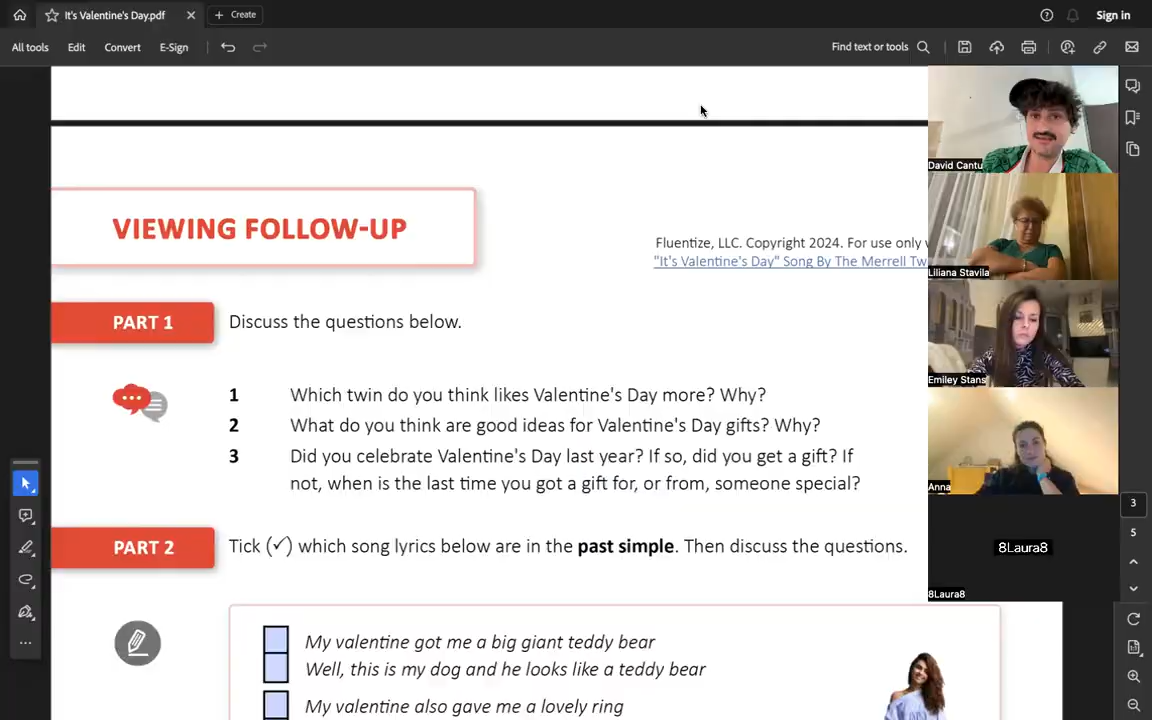 It's Valentine's Day.pdf
Create
Sign in
All tools
Edit
Convert
E-Sign
Find text or tools
David Cantu
VIEWING FOLLOW-UP
Fluentize, LLC. Copyright 2024. For use only
"It's Valentine's Day" Song By The Merrell Tw
Liliana Stavila
PART 1
Discuss the questions below.
Emiley Stans
1 Which twin do you think likes Valentine's Day more? Why?
2 What do you think are good ideas for Valentine's Day gifts? Why?
3 Did you celebrate Valentine's Day last year? If so, did you get a gift? If
not, when is the last time you got a gift for, or from, someone special?
Anna
3
5
PART 2
Tick (✓) which song lyrics below are in the past simple. Then discuss the questions.
8Laura8
8Laura8
My valentine got me a big giant teddy bear
Well, this is my dog and he looks like a teddy bear
My valentine also gave me a lovely ring